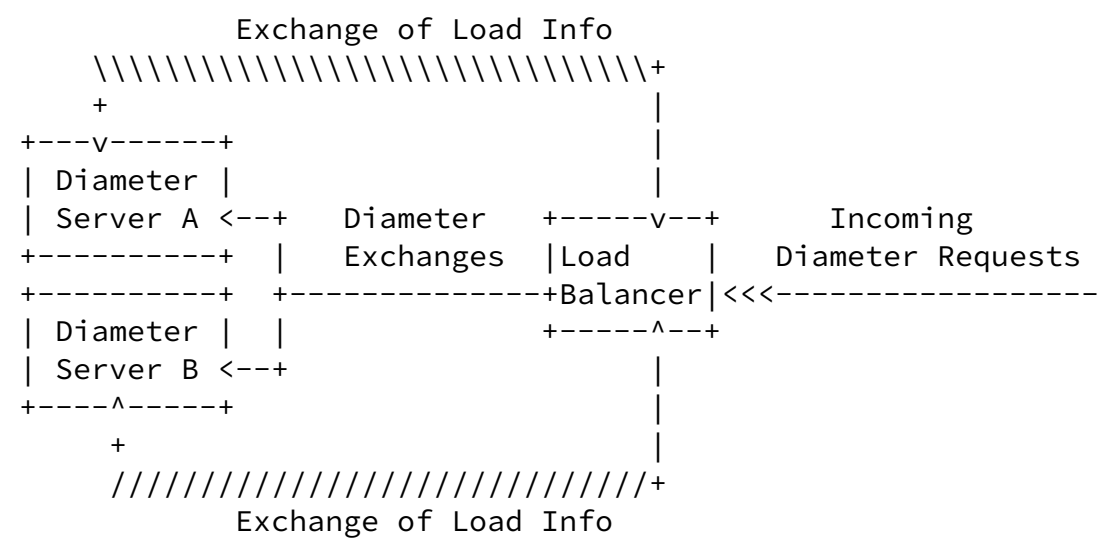 Exchange of Load Info
\\\\\\\\\\\\\\\\\\\\\\\\\\\\\\\+
+ |
+---v------+ |
| Diameter | |
| Server A <--+ Diameter +-----v--+ Incoming
+----------+ | Exchanges |Load | Diameter Requests
+----------+ +--------------+Balancer|<<<------------------
| Diameter | | +-----^--+
| Server B <--+ |
+----^-----+ |
+ |
//////////////////////////////+
Exchange of Load Info